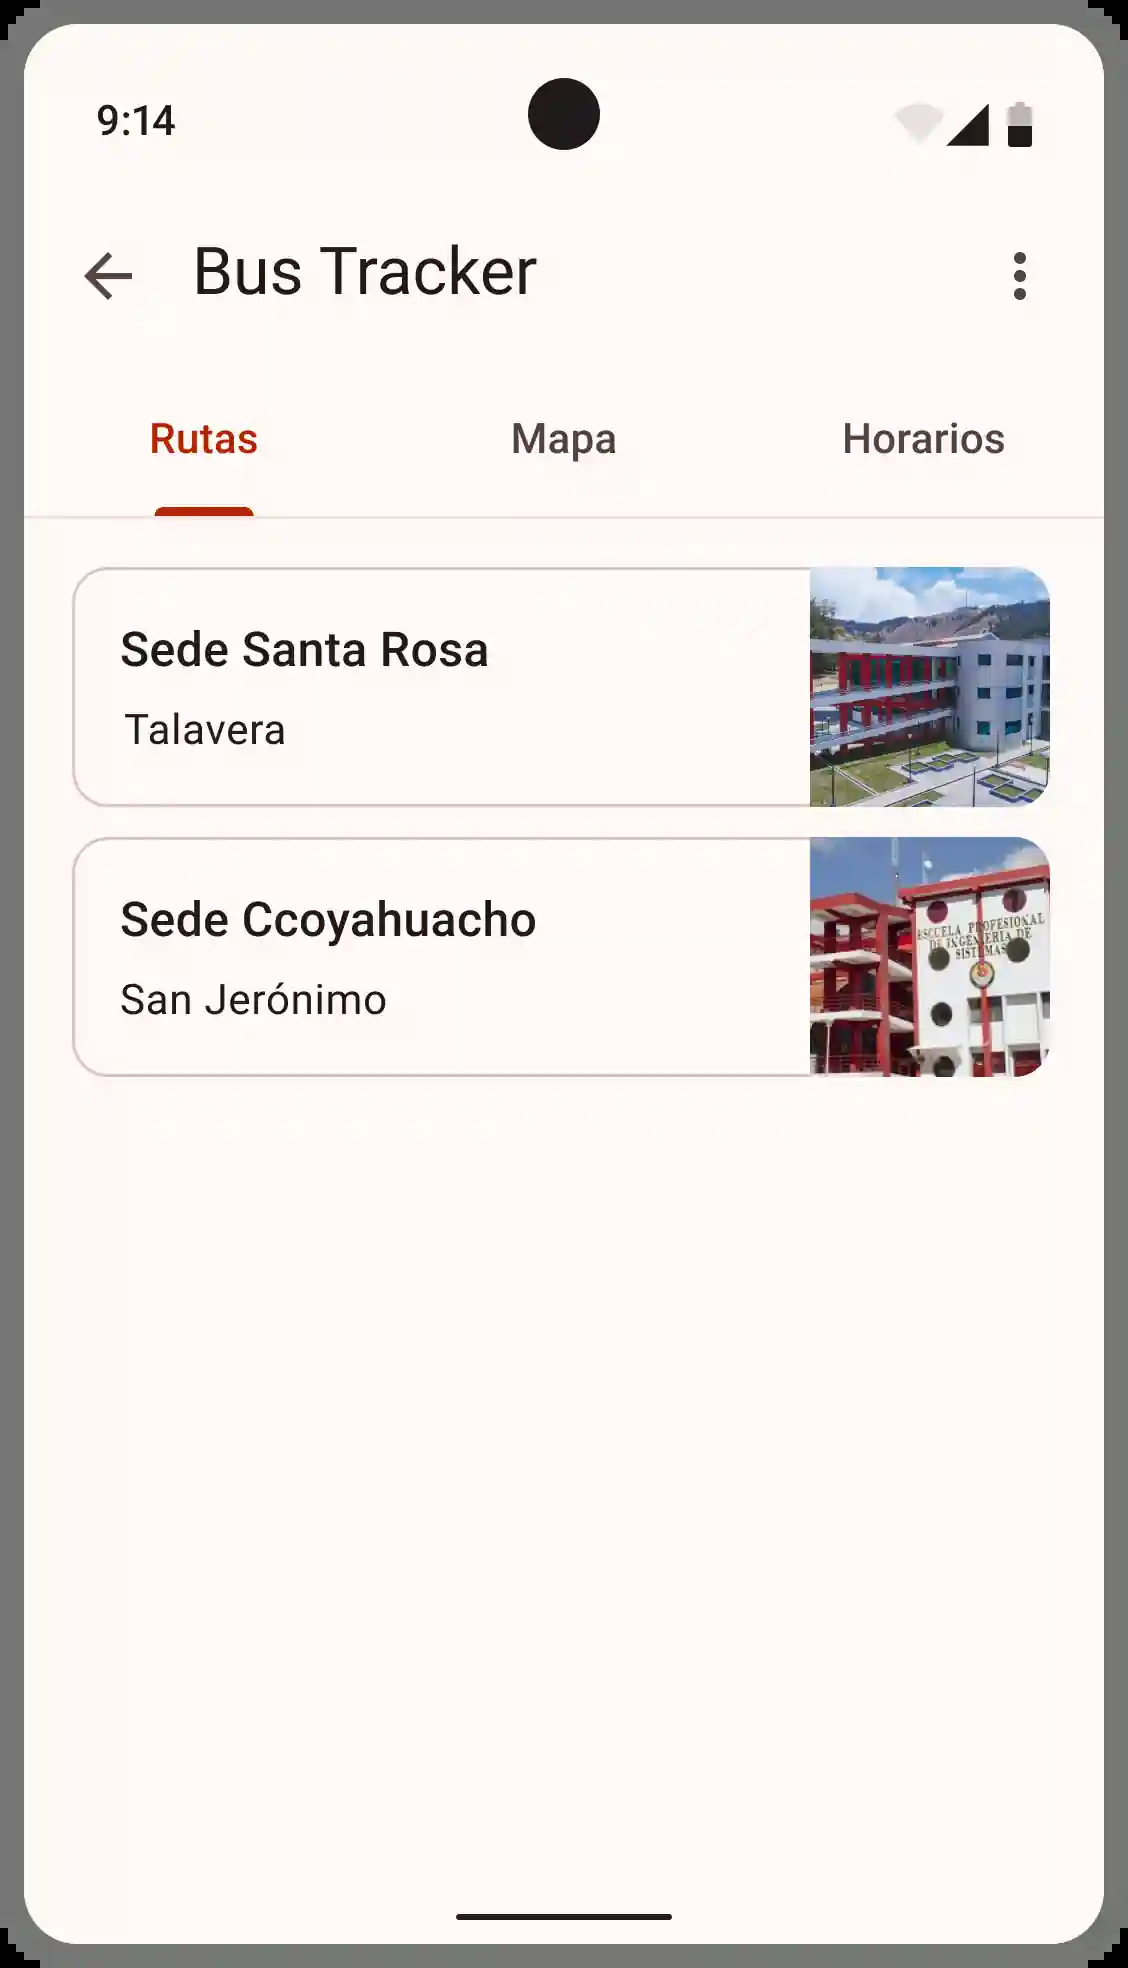 9:14
Bus Tracker
Rutas
Mapa
Horarios
Sede Santa Rosa
Talavera
Sede Ccoyahuacho
San Jerónimo
ESCUELA PROFESIONAL
DE INGENIERIA DE
SISTEMAS